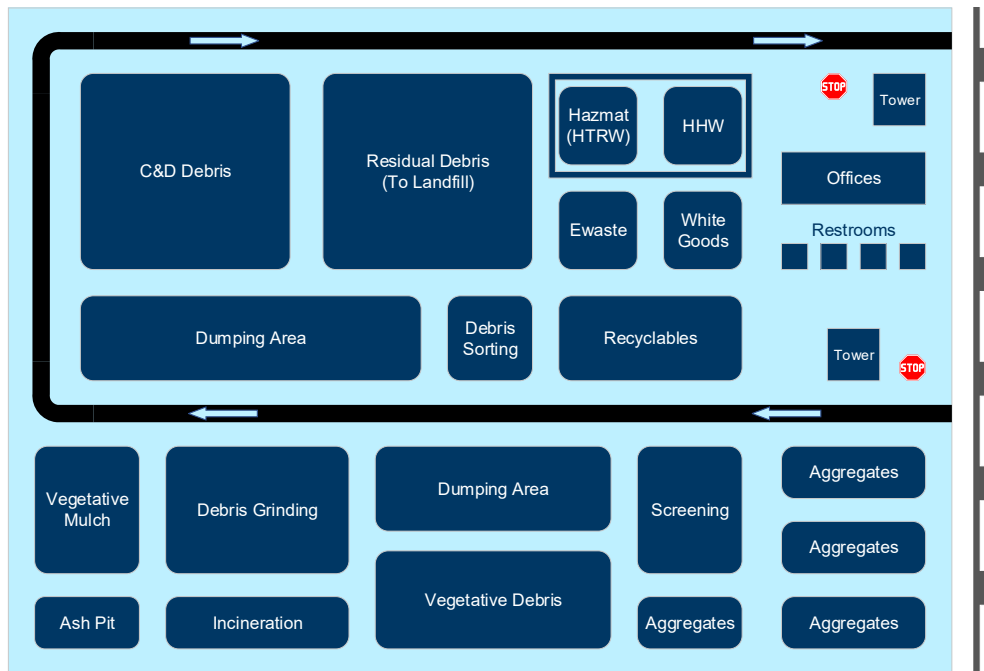 STOP
Tower
Hazmat
(HTRW)
HHW
C&D Debris
Residual Debris
(To Landfill)
Offices
Ewaste
White
Goods
Restrooms
Dumping Area
Debris
Sorting
Recyclables
Tower
STOP
Vegetative
Mulch
Debris Grinding
Dumping Area
Screening
Aggregates
Aggregates
Vegetative Debris
Ash Pit
Incineration
Aggregates
Aggregates